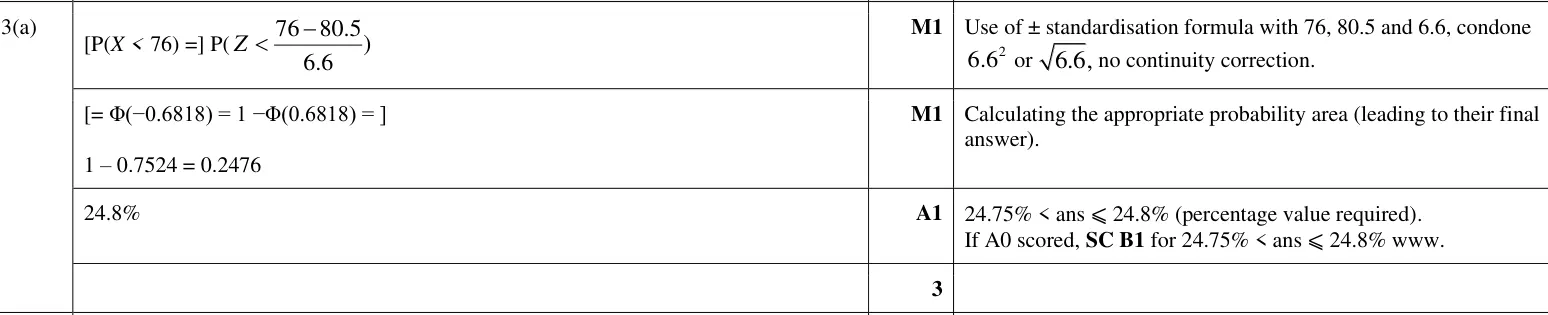 3(a) [P(X < 76) =] P( Z < (76 − 80.5)/6.6 ) M1 Use of ± standardisation formula with 76, 80.5 and 6.6, condone
6.6² or √6.6, no continuity correction.
[= Φ(−0.6818) = 1 −Φ(0.6818) = ] M1 Calculating the appropriate probability area (leading to their final
answer).
1 – 0.7524 = 0.2476
24.8% A1 24.75% < ans ⩽ 24.8% (percentage value required).
If A0 scored, SC B1 for 24.75% < ans ⩽ 24.8% www.
3